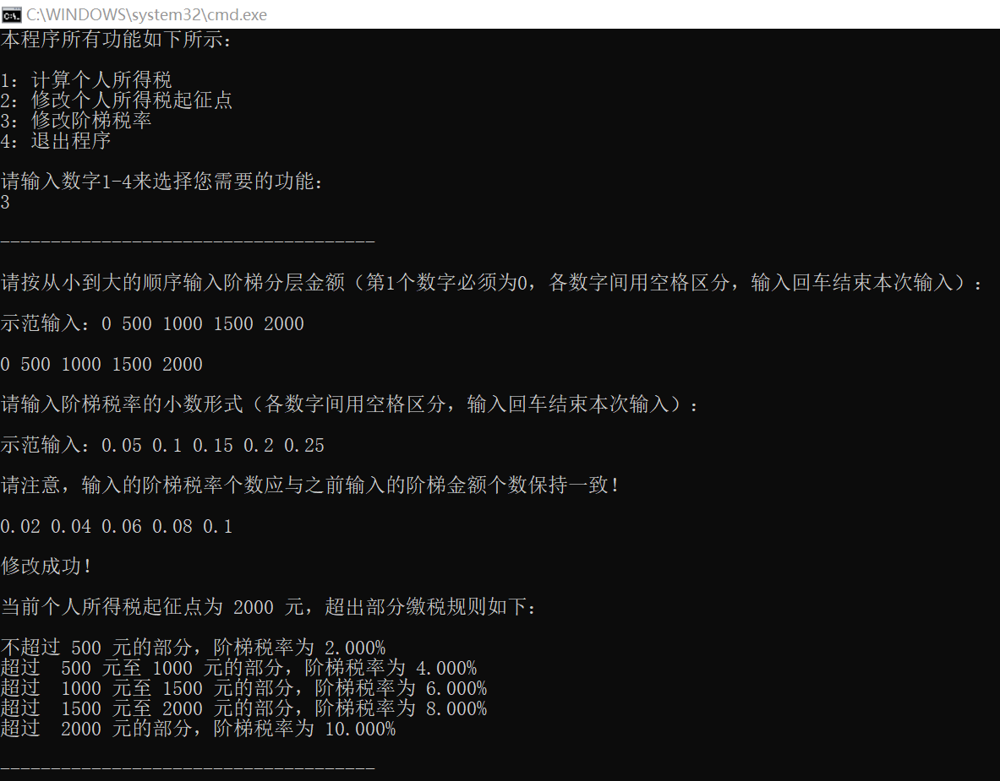 C:\WINDOWS\system32\cmd.exe
本程序所有功能如下所示：
1：计算个人所得税
2：修改个人所得税起征点
3：修改阶梯税率
4：退出程序
请输入数字1-4来选择您需要的功能：
3
-------------------------------------
请按从小到大的顺序输入阶梯分层金额（第1个数字必须为0，各数字间用空格区分，输入回车结束本次输入）：
示范输入：0 500 1000 1500 2000
0 500 1000 1500 2000
请输入阶梯税率的小数形式（各数字间用空格区分，输入回车结束本次输入）：
示范输入：0.05 0.1 0.15 0.2 0.25
请注意，输入的阶梯税率个数应与之前输入的阶梯金额个数保持一致！
0.02 0.04 0.06 0.08 0.1
修改成功！
当前个人所得税起征点为 2000 元，超出部分缴税规则如下：
不超过 500 元的部分，阶梯税率为 2.000%
超过  500 元至 1000 元的部分，阶梯税率为 4.000%
超过  1000 元至 1500 元的部分，阶梯税率为 6.000%
超过  1500 元至 2000 元的部分，阶梯税率为 8.000%
超过  2000 元的部分，阶梯税率为 10.000%
-------------------------------------